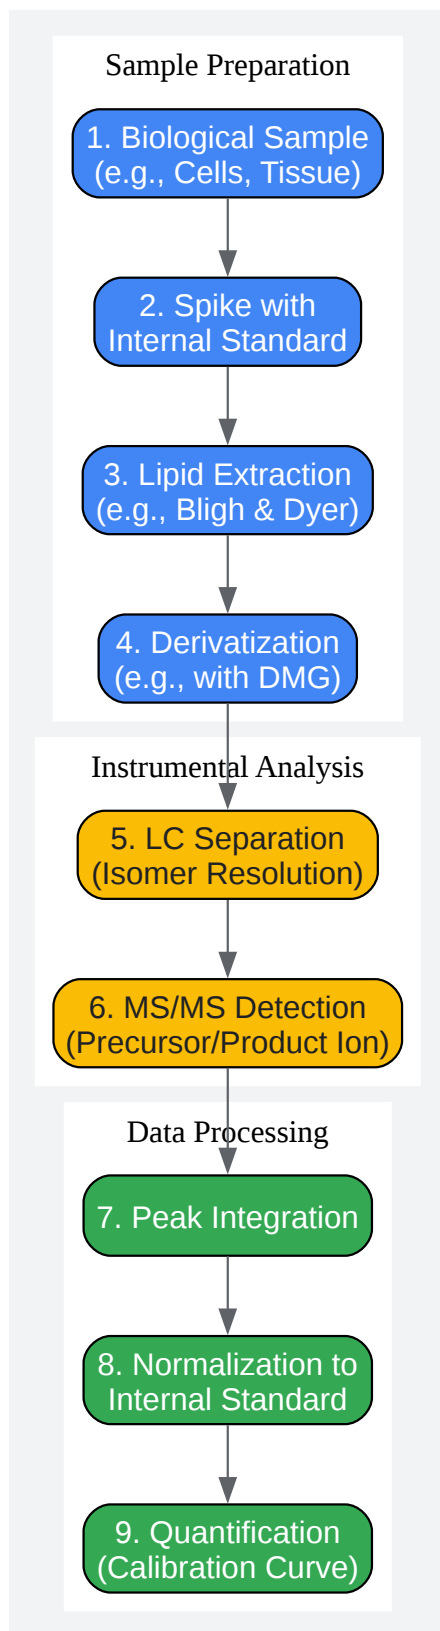 Sample Preparation
1. Biological Sample
(e.g., Cells, Tissue)
2. Spike with
Internal Standard
3. Lipid Extraction
(e.g., Bligh & Dyer)
4. Derivatization
(e.g., with DMG)
Instrumental Analysis
5. LC Separation
(Isomer Resolution)
6. MS/MS Detection
(Precursor/Product Ion)
Data Processing
7. Peak Integration
8. Normalization to
Internal Standard
9. Quantification
(Calibration Curve)